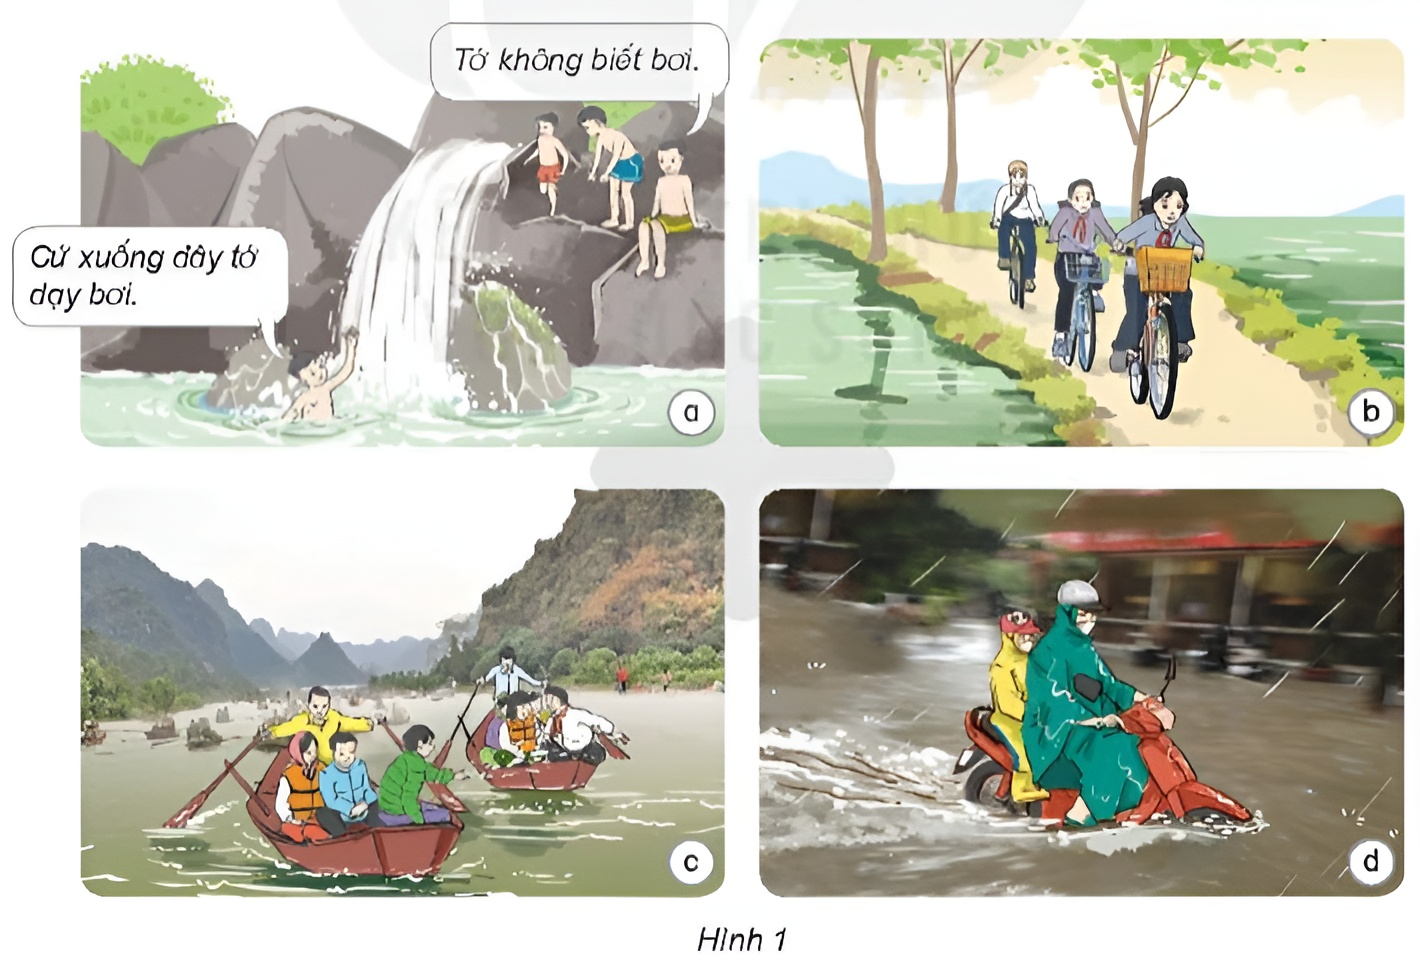 Tớ không biết bơi.
Cứ xuống đây tớ
dạy bơi.
a
b
c
d
Hình 1